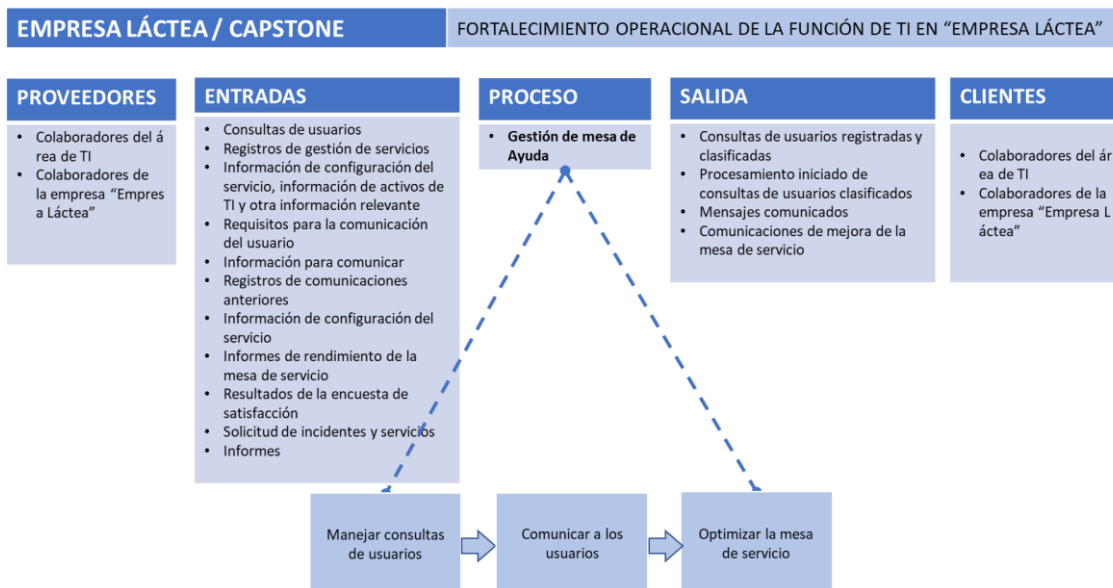 EMPRESA LÁCTEA / CAPSTONE
FORTALECIMIENTO OPERACIONAL DE LA FUNCIÓN DE TI EN “EMPRESA LÁCTEA”
PROVEEDORES
• Colaboradores del á
rea de TI
• Colaboradores de
la empresa “Empres
a Láctea”
ENTRADAS
• Consultas de usuarios
• Registros de gestión de servicios
• Información de configuración del
servicio, información de activos de
TI y otra información relevante
• Requisitos para la comunicación
del usuario
• Información para comunicar
• Registros de comunicaciones
anteriores
• Información de configuración del
servicio
• Informes de rendimiento de la
mesa de servicio
• Resultados de la encuesta de
satisfacción
• Solicitud de incidentes y servicios
• Informes
PROCESO
• Gestión de mesa de
Ayuda
SALIDA
• Consultas de usuarios registradas y
clasificadas
• Procesamiento iniciado de
consultas de usuarios clasificados
• Mensajes comunicados
• Comunicaciones de mejora de la
mesa de servicio
CLIENTES
• Colaboradores del ár
ea de TI
• Colaboradores de la
empresa “Empresa L
áctea”
Manejar consultas
de usuarios
Comunicar a los
usuarios
Optimizar la mesa
de servicio